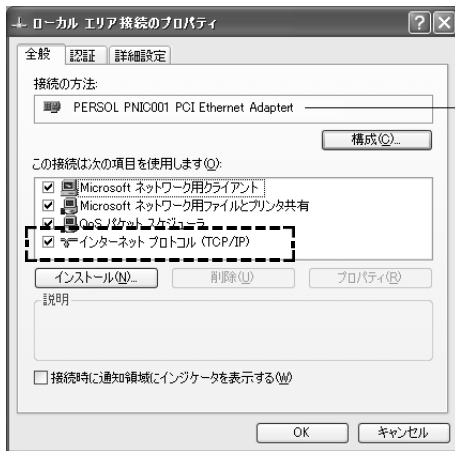 ローカル エリア接続のプロパティ
全般 認証 詳細設定
接続の方法:
PERSOL PNIC001 PCI Ethernet Adaptert
構成(C)...
この接続は次の項目を使用します(O):
Microsoft ネットワーク用クライアント
Microsoft ネットワーク用ファイルとプリンタ共有
QoS パケット スケジューラ
インターネット プロトコル (TCP/IP)
インストール(N)... 削除(U) プロパティ(R)
説明
接続時に通知領域にインジケータを表示する(W)
OK キャンセル